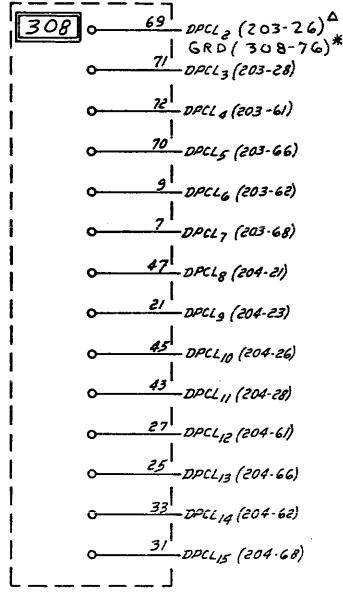 308
69 DPCL₂ (203-26) Δ
GRD (308-76) *
71 DPCL₃ (203-28)
72 DPCL₄ (203-61)
70 DPCL₅ (203-66)
9 DPCL₆ (203-62)
7 DPCL₇ (203-68)
47 DPCL₈ (204-21)
21 DPCL₉ (204-23)
45 DPCL₁₀ (204-26)
43 DPCL₁₁ (204-28)
27 DPCL₁₂ (204-61)
25 DPCL₁₃ (204-66)
33 DPCL₁₄ (204-62)
31 DPCL₁₅ (204-68)